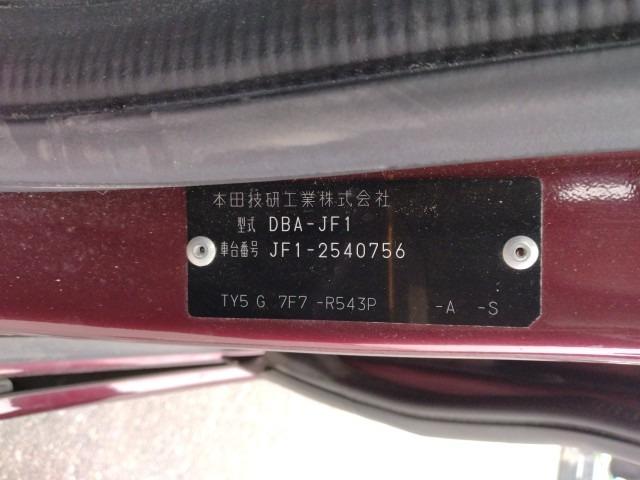 本田技研工業株式会社
型式 DBA-JF1
車台番号 JF1-2540756
TY5 G 7F7 -R543P -A -S